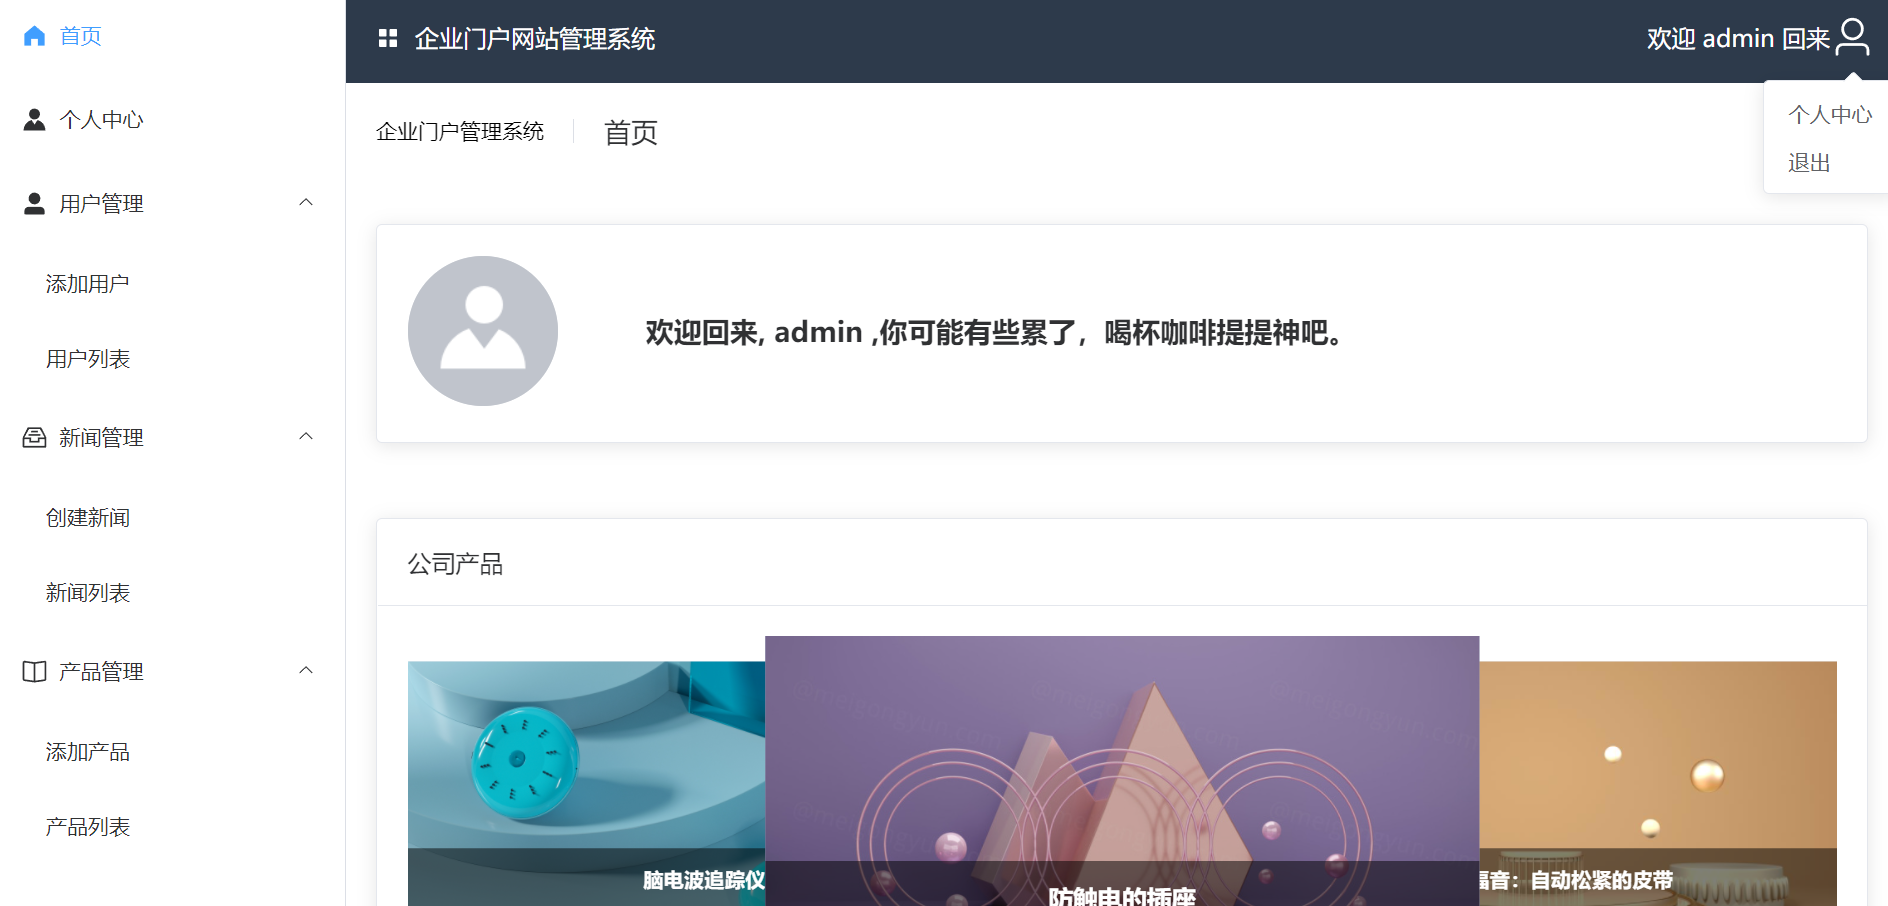 首页
个人中心
用户管理
添加用户
用户列表
新闻管理
创建新闻
新闻列表
产品管理
添加产品
产品列表
企业门户网站管理系统
欢迎 admin 回来
个人中心
退出
企业门户管理系统
首页
欢迎回来, admin ,你可能有些累了，喝杯咖啡提提神吧。
公司产品
脑电波追踪仪
防触电的插座
福音：自动松紧的皮带